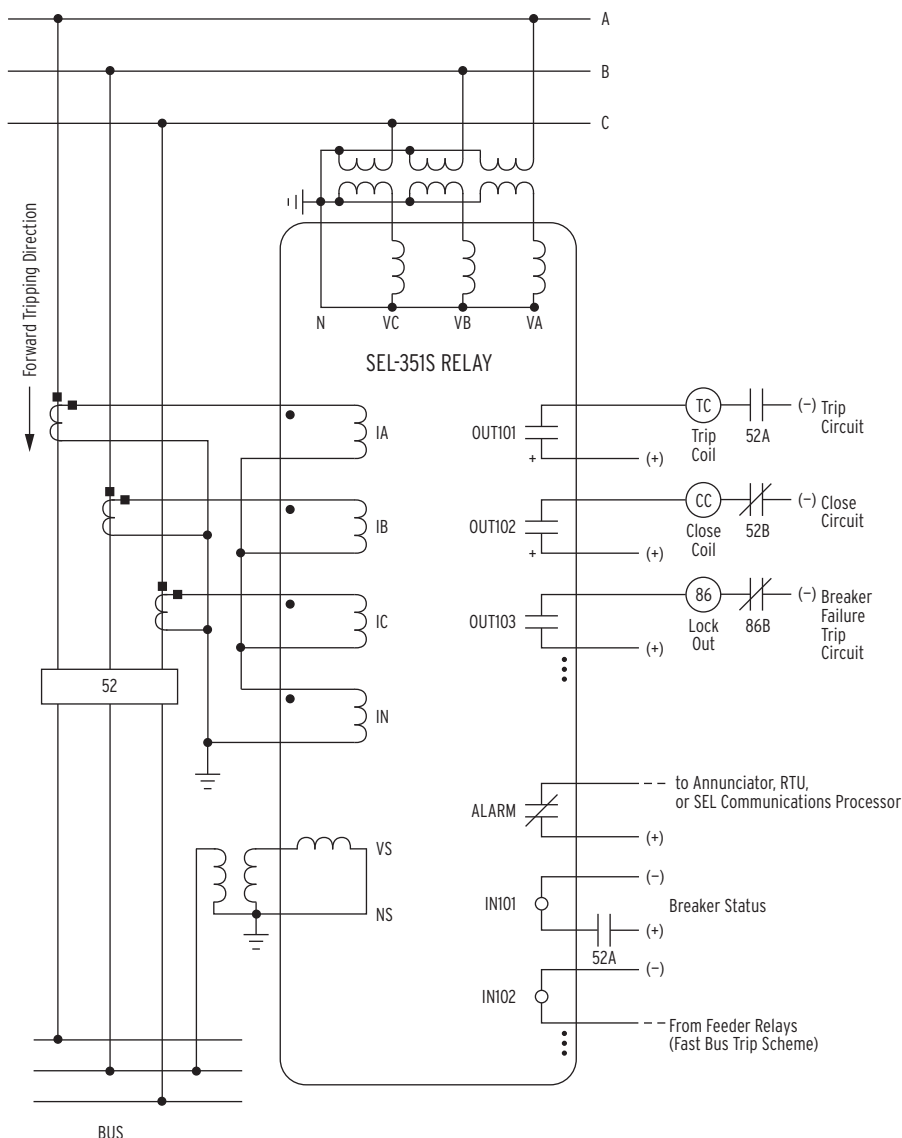 A
B
C
Forward Tripping Direction
N VC VB VA
SEL-351S RELAY
IA
IB
IC
IN
52
VS
NS
OUT101
+
TC
Trip
Coil
52A
(–) Trip
Circuit
(+)
OUT102
+
CC
Close
Coil
52B
(–) Close
Circuit
(+)
OUT103
86
Lock
Out
86B
(–) Breaker
Failure
Trip
Circuit
(+)
ALARM
to Annunciator, RTU,
or SEL Communications Processor
(+)
IN101
(–)
Breaker Status
(+)
52A
IN102
(–)
From Feeder Relays
(Fast Bus Trip Scheme)
BUS